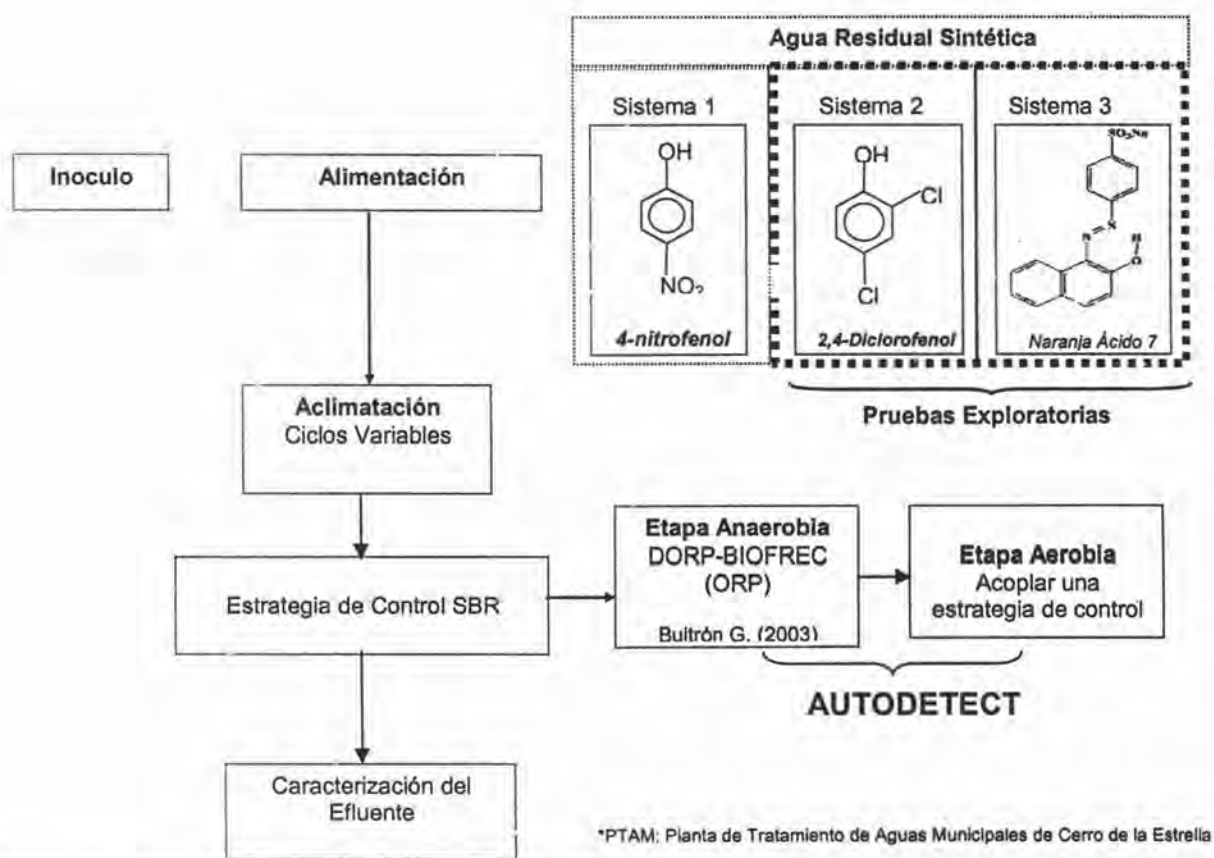 Agua Residual Sintética
Sistema 1
Sistema 2
Sistema 3
OH
NO₂
4-nitrofenol
OH
Cl
Cl
2,4-Diclorofenol
SO₃Na
N=N
H
O
Naranja Ácido 7
Pruebas Exploratorias
Inoculo
Alimentación
Aclimatación
Ciclos Variables
Estrategia de Control SBR
Etapa Anaerobia
DORP-BIOFREC
(ORP)
Buitrón G. (2003)
Etapa Aerobia
Acoplar una
estrategia de control
AUTODETECT
Caracterización del
Efluente
*PTAM: Planta de Tratamiento de Aguas Municipales de Cerro de la Estrella